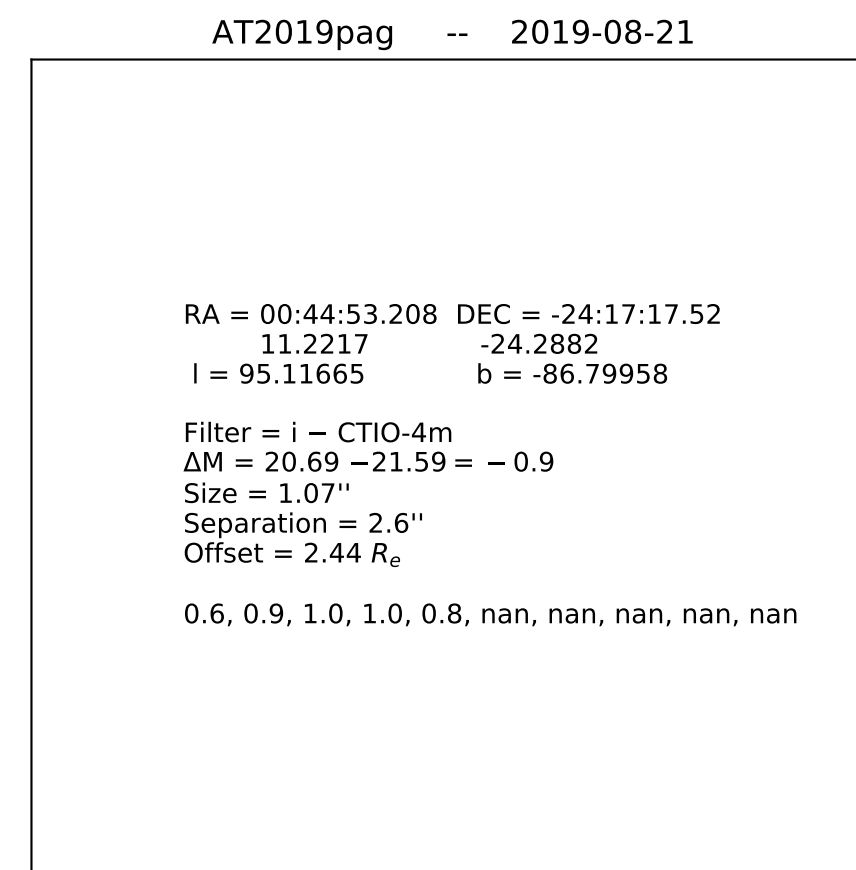 AT2019pag -- 2019-08-21
RA = 00:44:53.208 DEC = -24:17:17.52
11.2217 -24.2882
l = 95.11665 b = -86.79958
Filter = i − CTIO-4m
ΔM = 20.69 −21.59 = − 0.9
Size = 1.07''
Separation = 2.6''
Offset = 2.44 Rₑ
0.6, 0.9, 1.0, 1.0, 0.8, nan, nan, nan, nan, nan